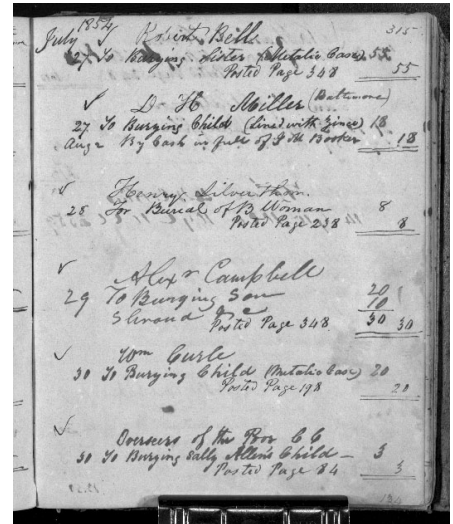 July 1854 315
✓ Robert Bells
27 To Burying Sister (Metalic Case) 55
Posted Page 348 55
✓ D. H. Miller (Baltimore)
27 To Burying Child (lined with Zinc) 18
Aug 2 By Cash in full of J M Booker 18
✓ Henry Silverthorn
28 For Burial of B Woman 8
Posted Page 238 8
✓ Alexr Campbell
29 To Burying Son 20
Shroud &c 10
Posted Page 348 30 30
✓ Wm Curle
30 To Burying Child (Metalic Case) 20
Posted Page 198 20
✓ Overseers of the Poor C C
30 To Burying Sally Allen's Child – 3
Posted Page 84 3